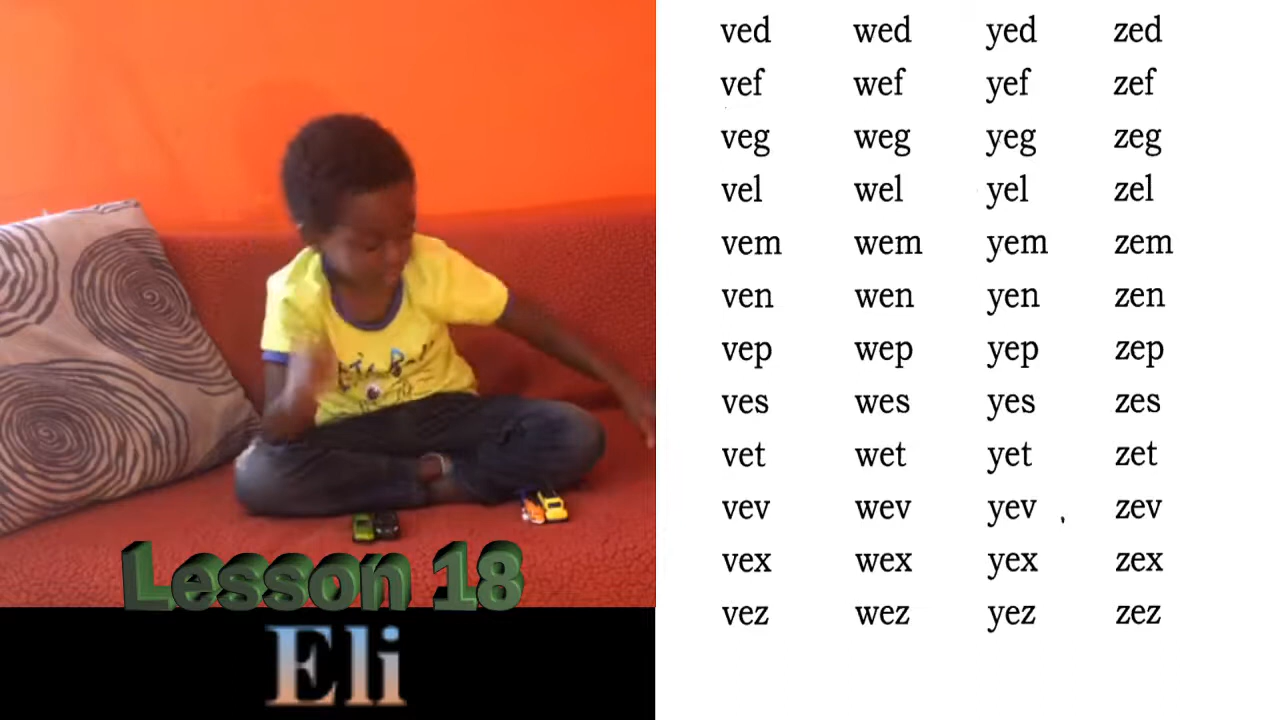 ved wed yed zed
vef wef yef zef
veg weg yeg zeg
vel wel yel zel
vem wem yem zem
ven wen yen zen
vep wep yep zep
ves wes yes zes
vet wet yet zet
vev wev yev zev
vex wex yex zex
vez wez yez zez
Lesson 18
Eli